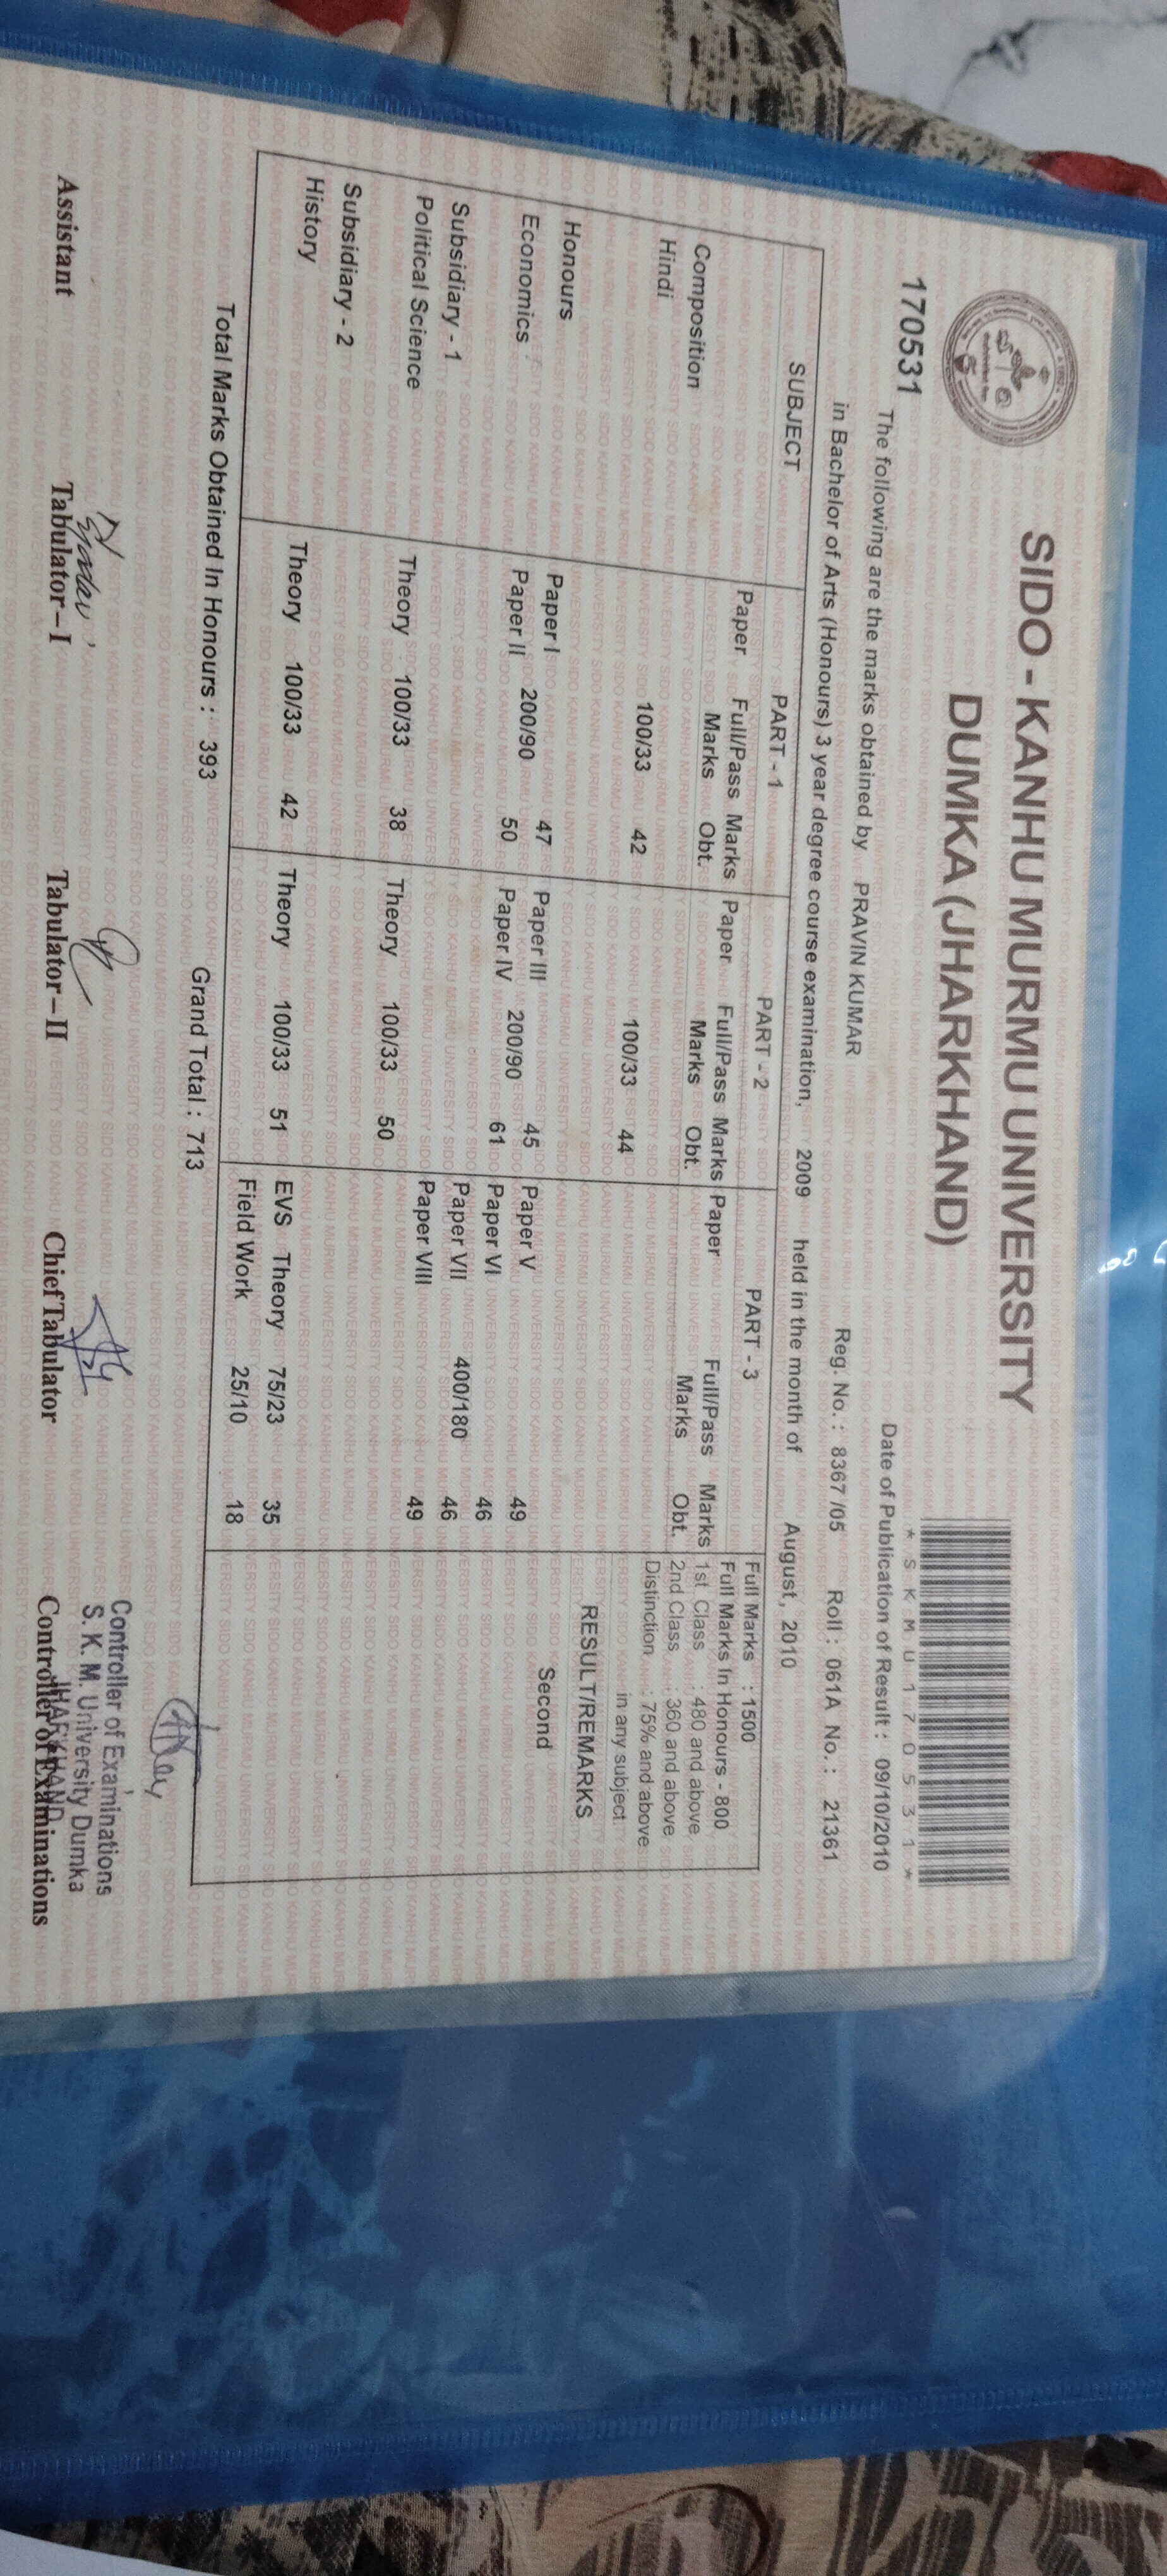 SIDO - KANHU MURMU UNIVERSITY
DUMKA (JHARKHAND)
* S K M U 1 7 0 5 3 1 *
170531
Date of Publication of Result : 09/10/2010
The following are the marks obtained by PRAVIN KUMAR Reg. No. : 8367 /05 Roll : 061A No. : 21361
in Bachelor of Arts (Honours) 3 year degree course examination, 2009 held in the month of August, 2010
SUBJECT PART - 1 PART - 2 PART - 3 Full Marks : 1500
Paper Full/Pass Marks Marks Obt. Paper Full/Pass Marks Marks Obt. Paper Full/Pass Marks Marks Obt. Full Marks In Honours - 800
1st Class : 480 and above
2nd Class : 360 and above
Distinction : 75% and above
in any subject
Composition
Hindi 100/33 42 100/33 44
RESULT/REMARKS
Honours Paper I 47 Paper III 45 Paper V 49 Second
Economics Paper II 200/90 50 Paper IV 200/90 61 Paper VI 46
Subsidiary - 1 Paper VII 400/180 46
Political Science Theory 100/33 38 Theory 100/33 50 Paper VIII 49
Subsidiary - 2
History Theory 100/33 42 Theory 100/33 51 EVS Theory 75/23 35
Field Work 25/10 18
Total Marks Obtained In Honours : 393 Grand Total : 713
Controller of Examinations
S. K. M. University Dumka
JHARKHAND
Assistant Tabulator-I Tabulator-II Chief Tabulator Controller of Examinations